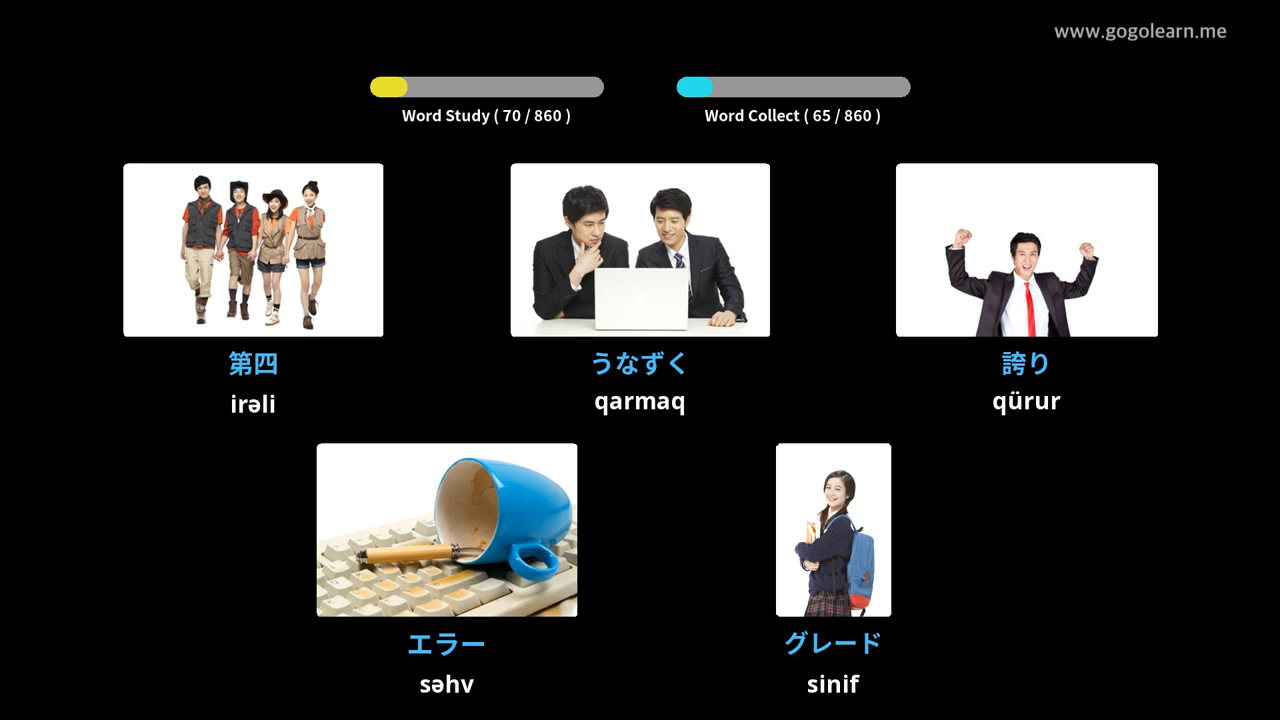 www.gogolearn.me
Word Study ( 70 / 860 )
Word Collect ( 65 / 860 )
第四
irəli
うなずく
qarmaq
誇り
qürur
エラー
səhv
グレード
sinif